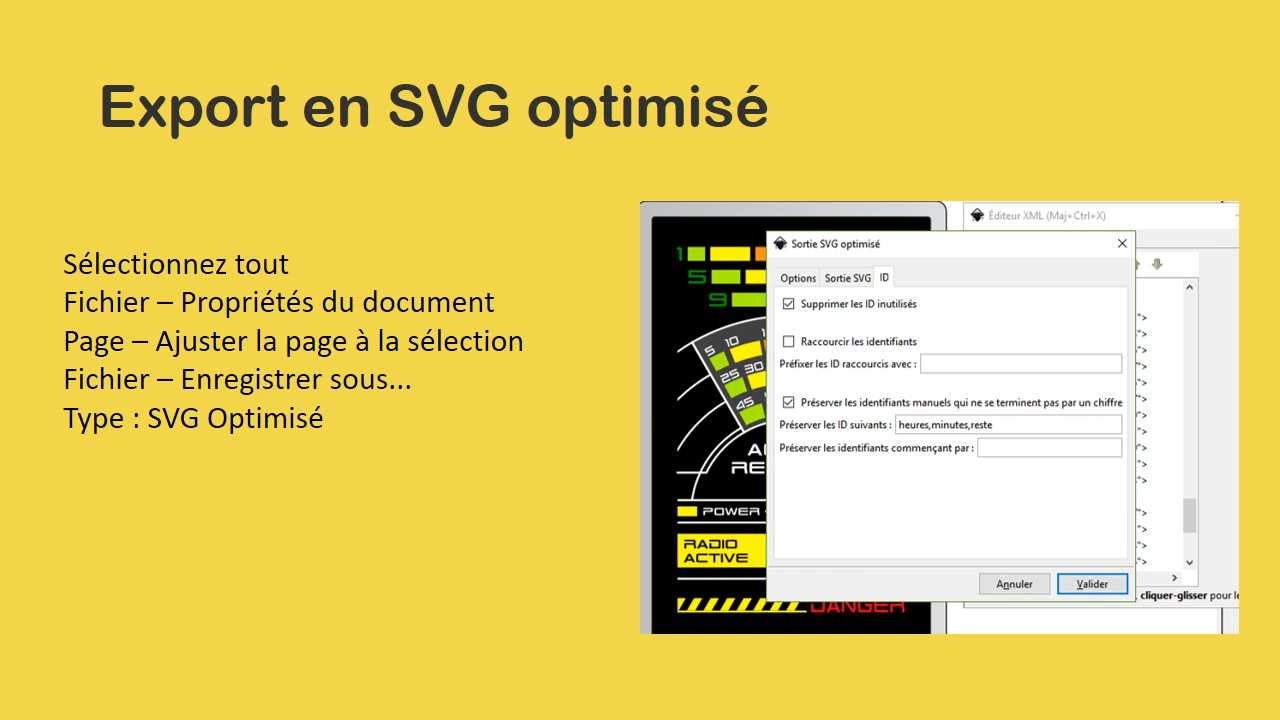 Export en SVG optimisé
Sélectionnez tout
Fichier – Propriétés du document
Page – Ajuster la page à la sélection
Fichier – Enregistrer sous...
Type : SVG Optimisé
Éditeur XML (Maj+Ctrl+X)
Sortie SVG optimisé
Options
Sortie SVG
ID
Supprimer les ID inutilisés
Raccourcir les identifiants
Préfixer les ID raccourcis avec :
Préserver les identifiants manuels qui ne se terminent pas par un chiffre
Préserver les ID suivants :
heures,minutes,reste
Préserver les identifiants commençant par :
Annuler
Valider
cliquer-glisser pour le
1
5
9
5 10
25 30
45
A
RE
POWER
RADIO
ACTIVE
DANGER